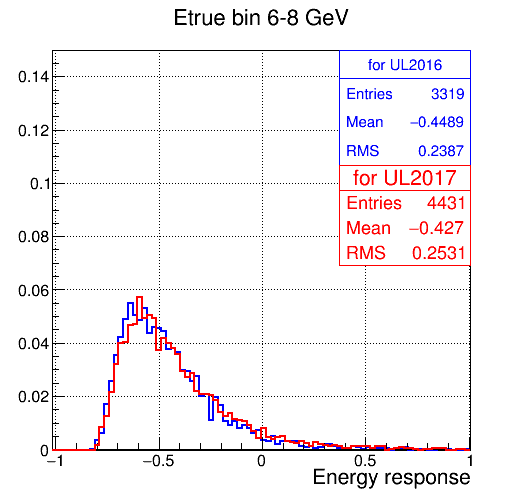 Etrue bin 6-8 GeV
for UL2016
Entries 3319
Mean −0.4489
RMS 0.2387
for UL2017
Entries 4431
Mean −0.427
RMS 0.2531
0.14
0.12
0.1
0.08
0.06
0.04
0.02
0
−1 −0.5 0 0.5 1
Energy response